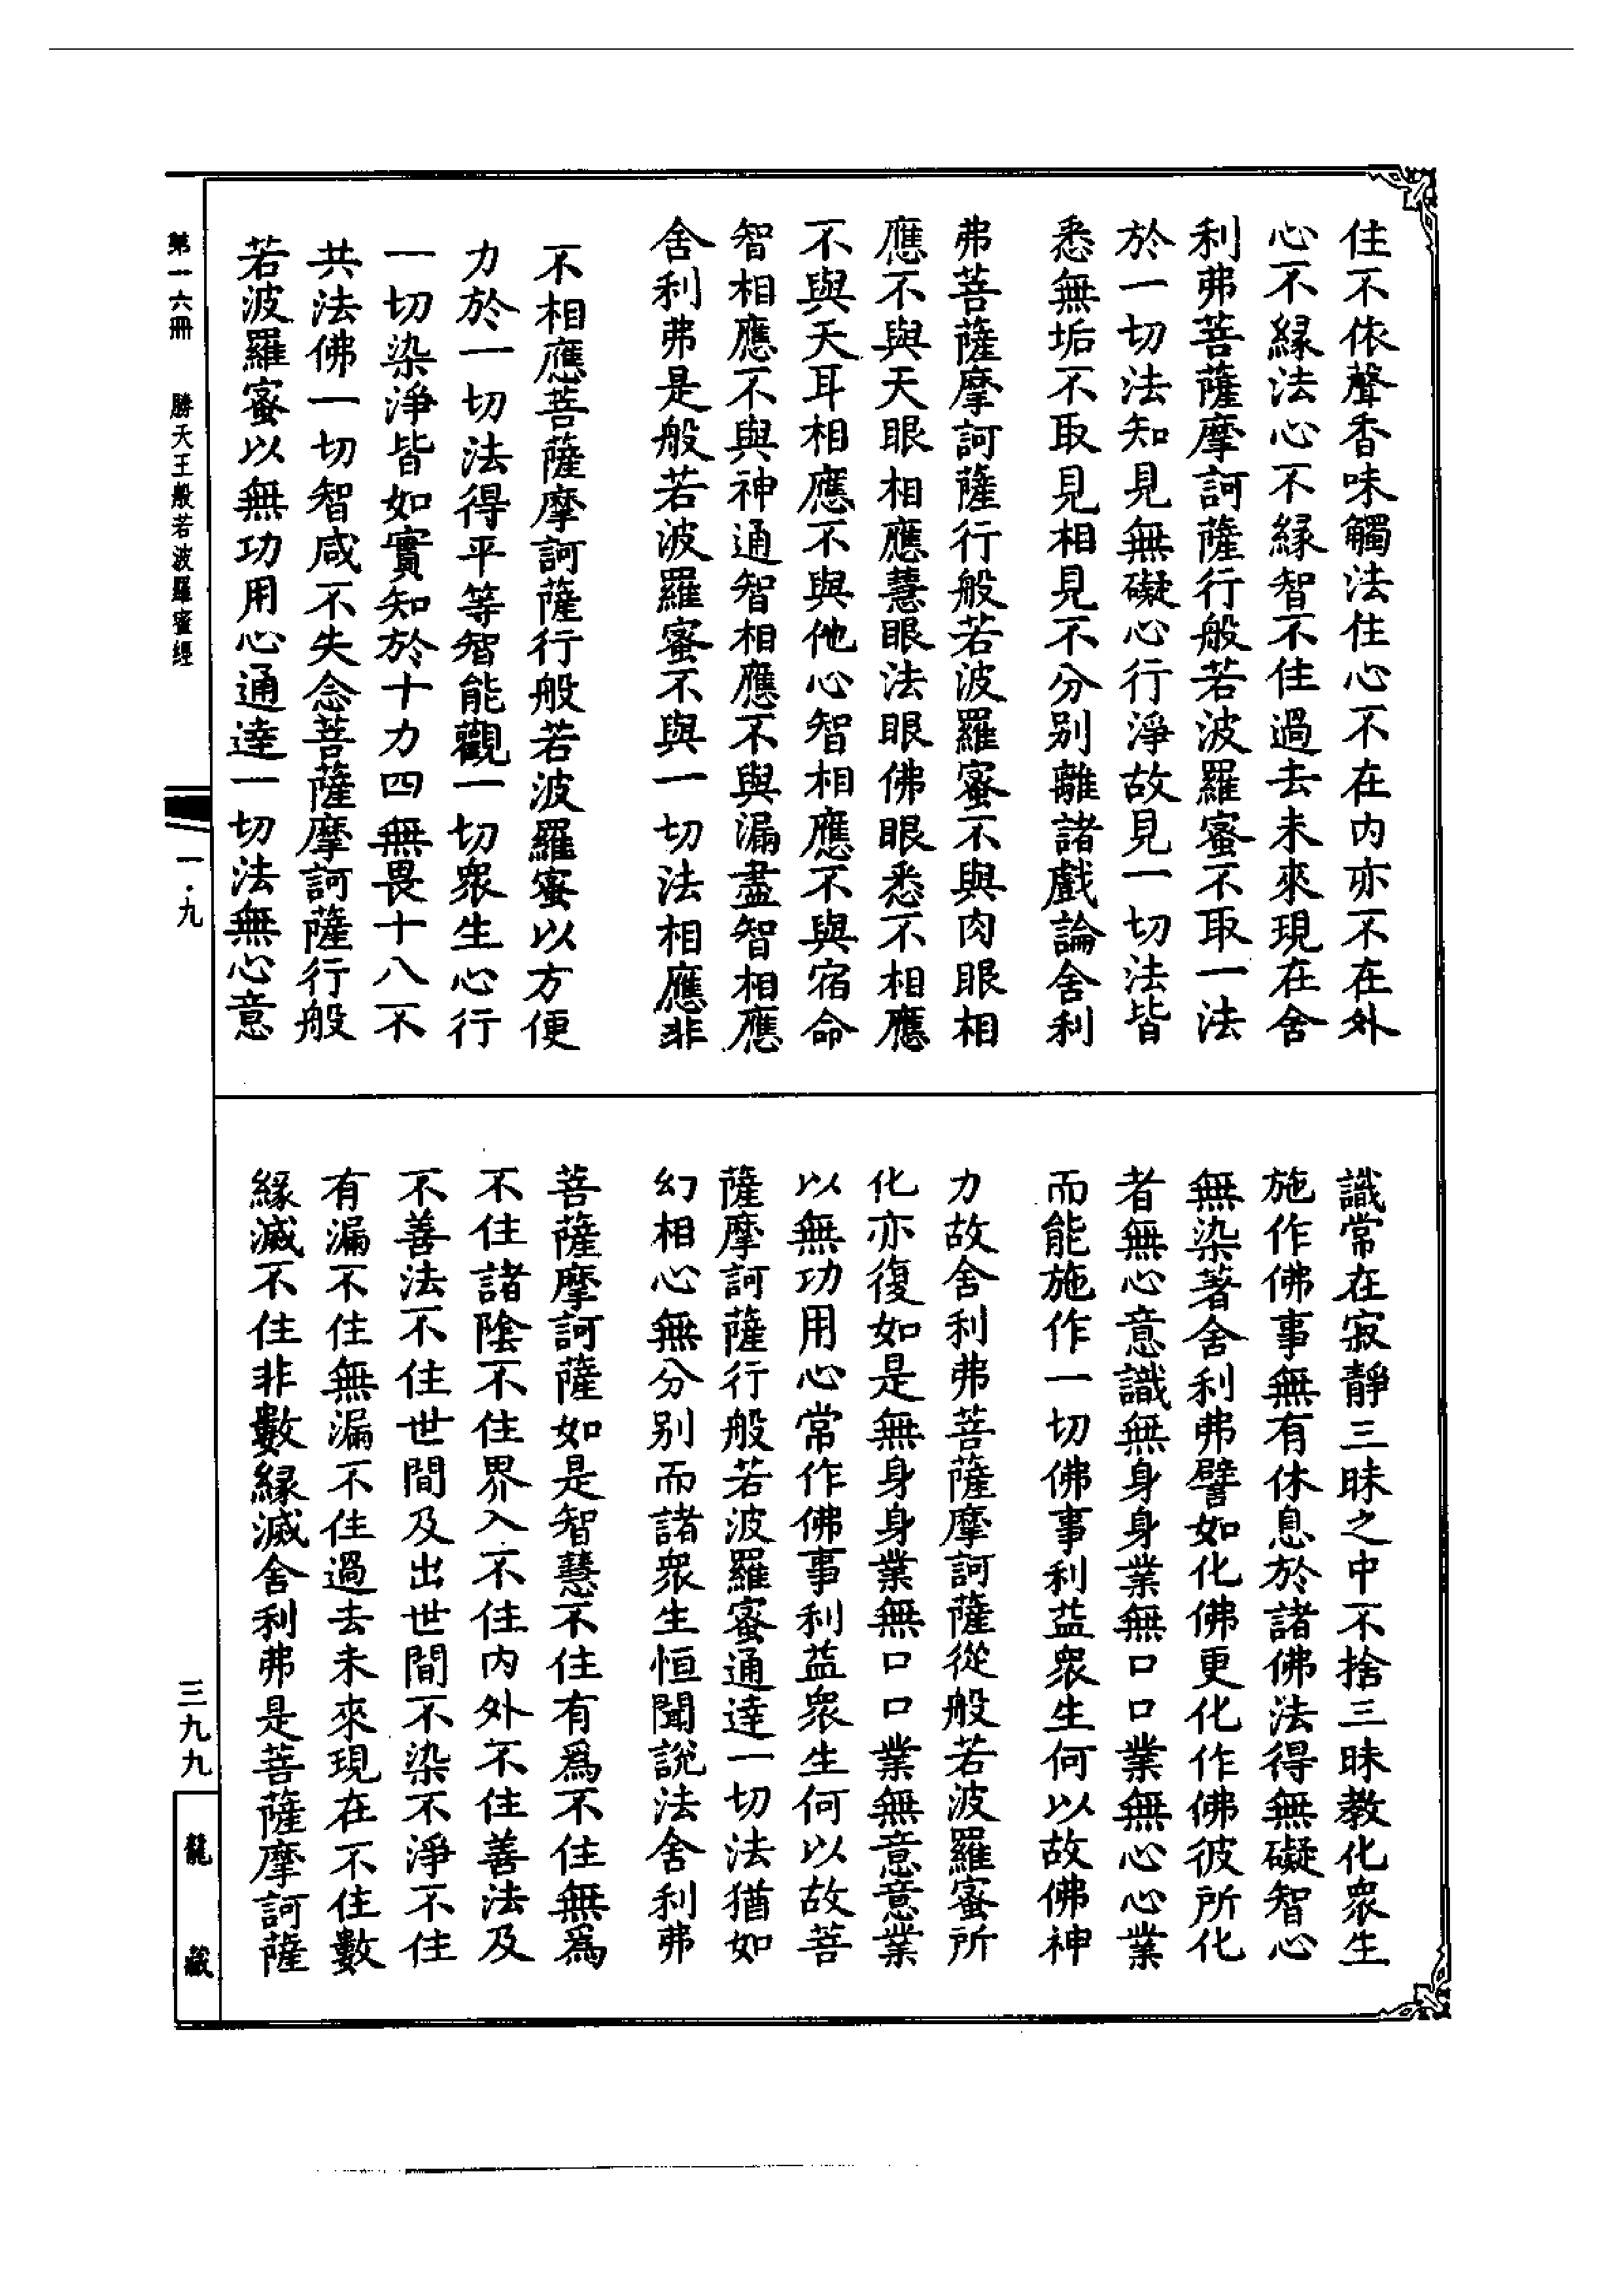 住不依聲香味觸法住心不在内亦不在外
心不緣法心不緣智不住過去未來現在舍
利弗菩薩摩訶薩行般若波羅蜜不取一法
於一切法知見無礙心行淨故見一切法皆
悉無垢不取見相見不分别離諸戲論舍利
弗菩薩摩訶薩行般若波羅蜜不與肉眼相
應不與天眼相應慧眼法眼佛眼悉不相應
不與天耳相應不與他心智相應不與宿命
智相應不與神通智相應不與漏盡智相應
舍利弗是般若波羅蜜不與一切法相應非
不相應菩薩摩訶薩行般若波羅蜜以方便
力於一切法得平等智能觀一切衆生心行
一切染淨皆如實知於十力四無畏十八不
共法佛一切智咸不失念菩薩摩訶薩行般
若波羅蜜以無功用心通達一切法無心意
識常在寂靜三昧之中不捨三昧教化衆生
施作佛事無有休息於諸佛法得無礙智心
無染著舍利弗譬如化佛更化作佛彼所化
者無心意識無身身業無口口業無心心業
而能施作一切佛事利益衆生何以故佛神
力故舍利弗菩薩摩訶薩從般若波羅蜜所
化亦復如是無身身業無口口業無意意業
以無功用心常作佛事利益衆生何以故菩
薩摩訶薩行般若波羅蜜通達一切法猶如
幻相心無分别而諸衆生恒聞說法舍利弗
菩薩摩訶薩如是智慧不住有爲不住無爲
不住諸陰不住界入不住内外不住善法及
不善法不住世間及出世間不染不淨不住
有漏不住無漏不住過去未來現在不住數
緣滅不住非數緣滅舍利弗是菩薩摩訶薩
第一六冊 勝天王般若波羅蜜經
一·九
三九九
龍藏